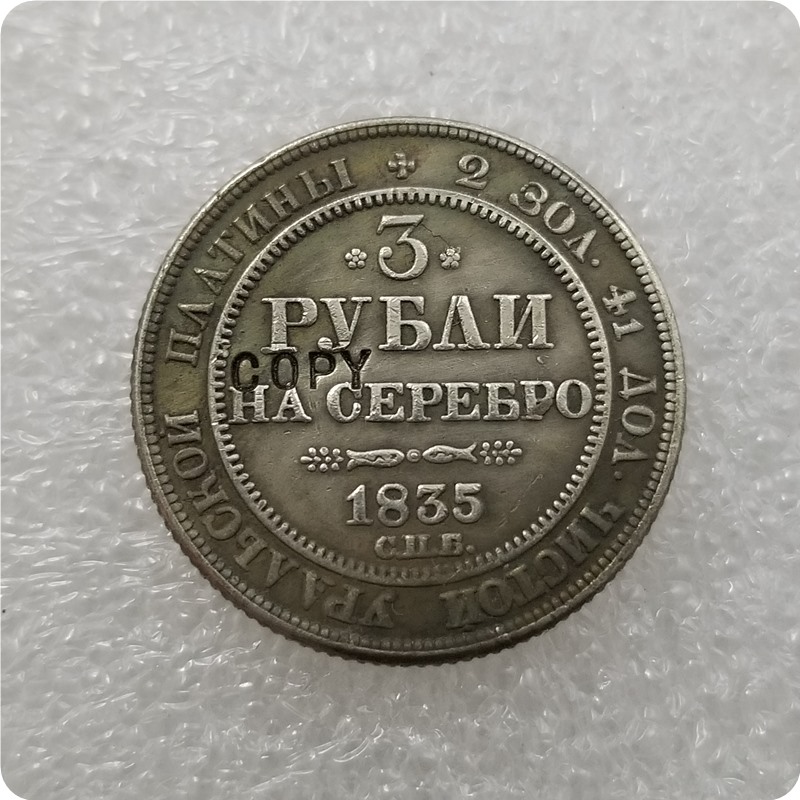 2 ЗОЛ. 41 ДОЛ. ЧИСТОЙ УРАЛЬСКОЙ ПЛАТИНЫ
3
РУБЛИ
COPY
НА СЕРЕБРО
1835
С.П.Б.